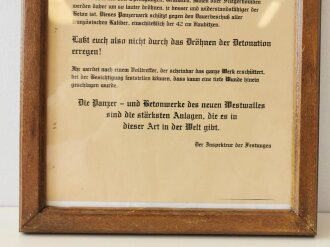 werden daher um so lauter dröhnen, je besser und widerstandsfähiger der
Beton ist. Dieses Panzerwerk schützt gegen den Dauerbeschuß aller
französischen Kaliber, einschließlich der 42 cm Haubitzen.
Laßt euch also nicht durch das Dröhnen der Detonation
erregen!
Ihr werdet nach einem Volltreffer, der scheinbar das ganze Werk erschüttert,
bei der Besichtigung feststellen können, dass kaum eine tiefe Wunde hinein
geschlagen wurde.
Die Panzer – und Betonwerke des neuen Westwalles
sind die stärksten Anlagen, die es in
dieser Art in der Welt gibt.
Der Inspekteur der Festungen